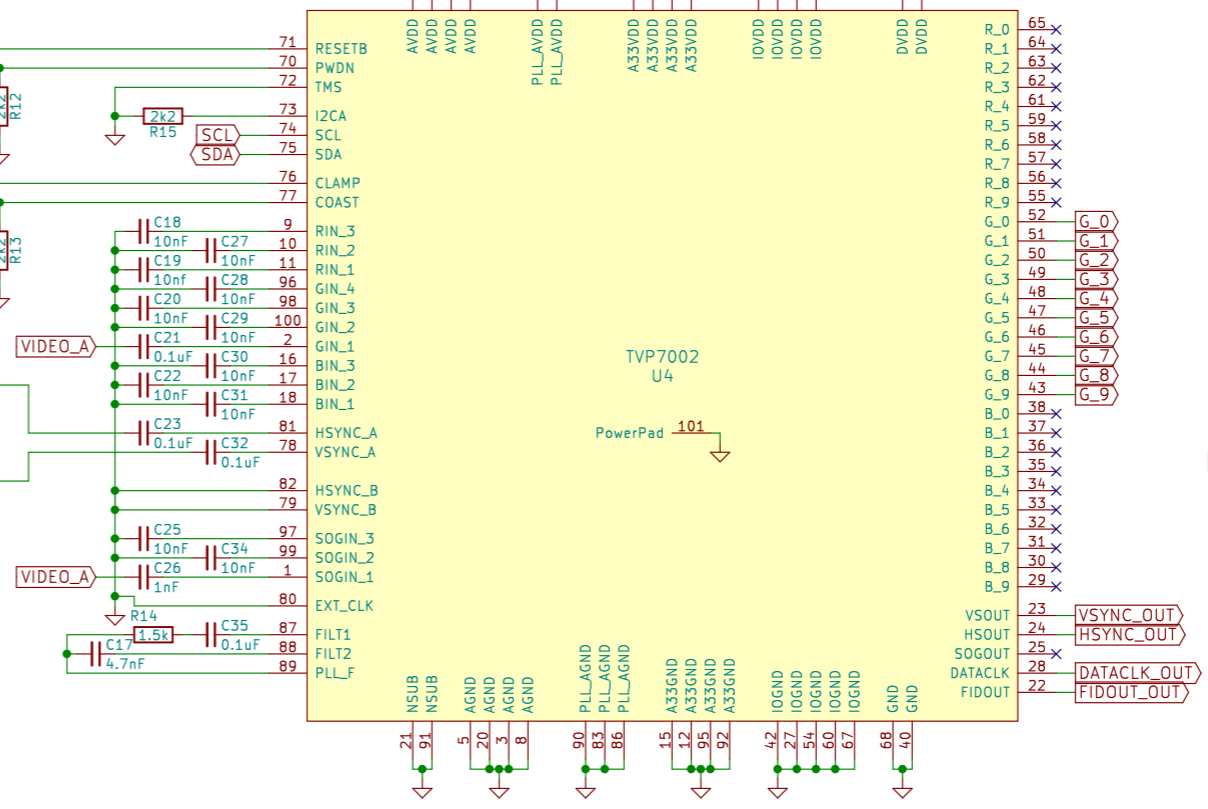 AVDD AVDD AVDD AVDD PLL_AVDD PLL_AVDD A33VDD A33VDD A33VDD A33VDD IOVDD IOVDD IOVDD IOVDD DVDD DVDD
71 RESETB
70 PWDN
72 TMS
2k2 R12
73 I2CA
2k2
R15
SCL 74 SCL
SDA 75 SDA
76 CLAMP
77 COAST
2k2 R13
C18 10nF 9 RIN_3
C27 10nF 10 RIN_2
C19 10nf 11 RIN_1
C28 10nF 96 GIN_4
C20 10nF 98 GIN_3
C29 10nF 100 GIN_2
VIDEO_A C21 0.1uF 2 GIN_1
C30 10nF 16 BIN_3
C22 10nF 17 BIN_2
C31 10nF 18 BIN_1
C23 0.1uF 81 HSYNC_A
C32 0.1uF 78 VSYNC_A
82 HSYNC_B
79 VSYNC_B
C25 10nF 97 SOGIN_3
C34 10nF 99 SOGIN_2
VIDEO_A C26 1nF 1 SOGIN_1
80 EXT_CLK
R14
1.5k C35 0.1uF 87 FILT1
C17 4.7nF 88 FILT2
89 PLL_F
TVP7002
U4
PowerPad 101
R_0 65
R_1 64
R_2 63
R_3 62
R_4 61
R_5 59
R_6 58
R_7 57
R_8 56
R_9 55
G_0 52 G_0
G_1 51 G_1
G_2 50 G_2
G_3 49 G_3
G_4 48 G_4
G_5 47 G_5
G_6 46 G_6
G_7 45 G_7
G_8 44 G_8
G_9 43 G_9
B_0 38
B_1 37
B_2 36
B_3 35
B_4 34
B_5 33
B_6 32
B_7 31
B_8 30
B_9 29
VSOUT 23 VSYNC_OUT
HSOUT 24 HSYNC_OUT
SOGOUT 25
DATACLK 28 DATACLK_OUT
FIDOUT 22 FIDOUT_OUT
NSUB NSUB AGND AGND AGND AGND PLL_AGND PLL_AGND PLL_AGND A33GND A33GND A33GND A33GND IOGND IOGND IOGND IOGND IOGND GND GND
21 91 5 20 3 8 90 83 86 15 12 95 92 42 27 54 60 67 68 40